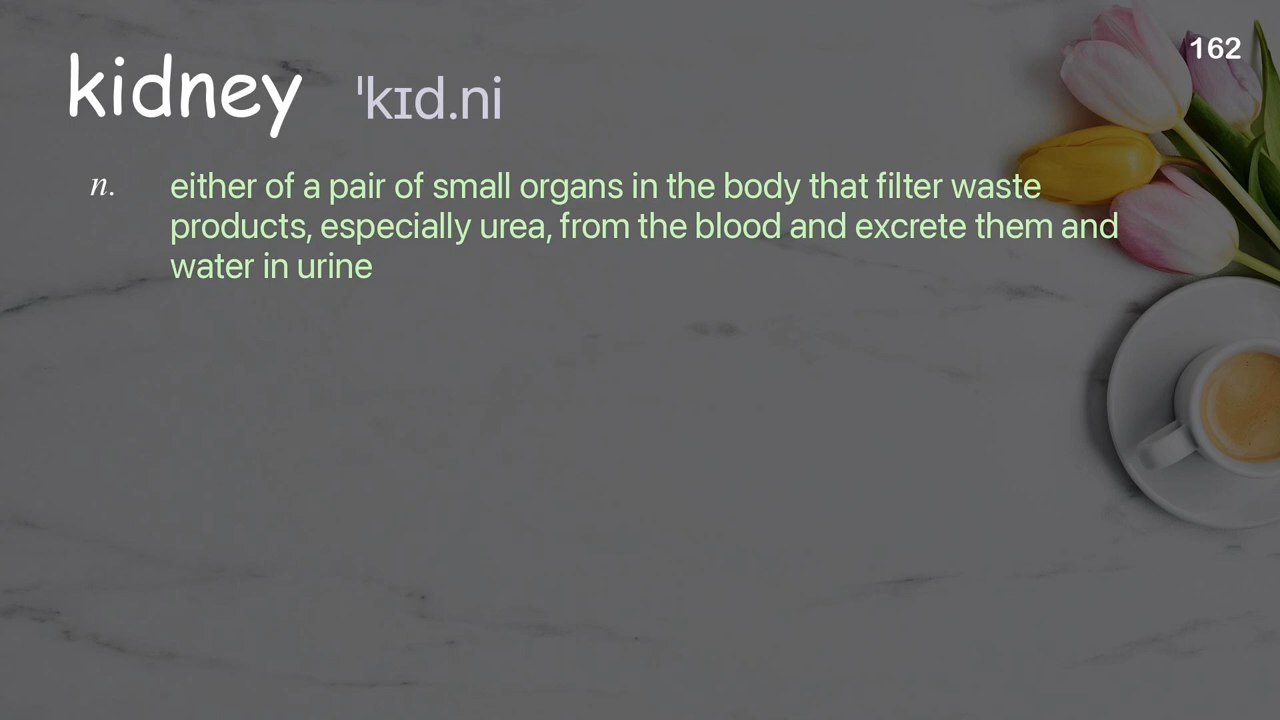 162
kidney ˈkɪd.ni
n. either of a pair of small organs in the body that filter waste
products, especially urea, from the blood and excrete them and
water in urine